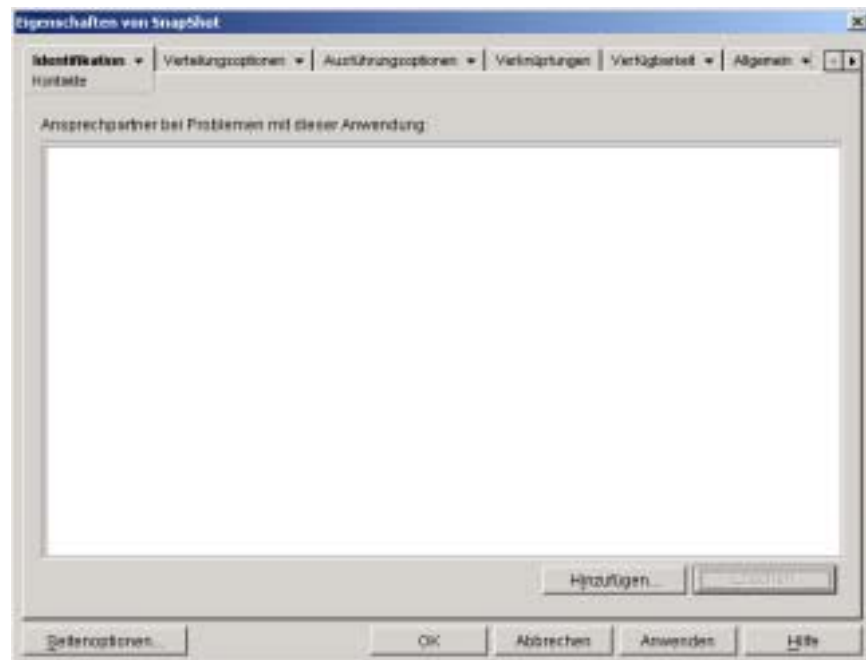 Eigenschaften von SnapShot
Identifikation Verteilungsoptionen Ausführungsoptionen Verknüpfungen Verfügbarkeit Allgemein
Kontakte
Ansprechpartner bei Problemen mit dieser Anwendung:
Hinzufügen... Löschen
Seitenoptionen... OK Abbrechen Anwenden Hilfe